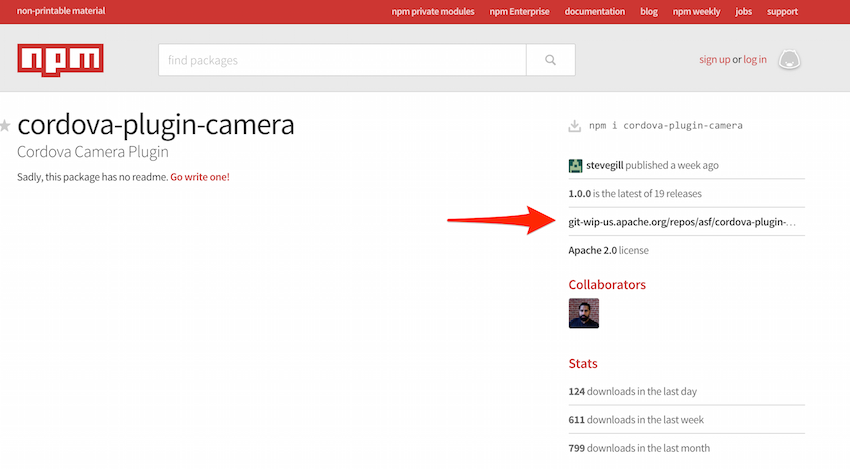 non-printable material
npm private modules npm Enterprise documentation blog npm weekly jobs support
npm
find packages
sign up or log in
cordova-plugin-camera
Cordova Camera Plugin
Sadly, this package has no readme. Go write one!
npm i cordova-plugin-camera
stevegill published a week ago
1.0.0 is the latest of 19 releases
git-wip-us.apache.org/repos/asf/cordova-plugin-…
Apache 2.0 license
Collaborators
Stats
124 downloads in the last day
611 downloads in the last week
799 downloads in the last month